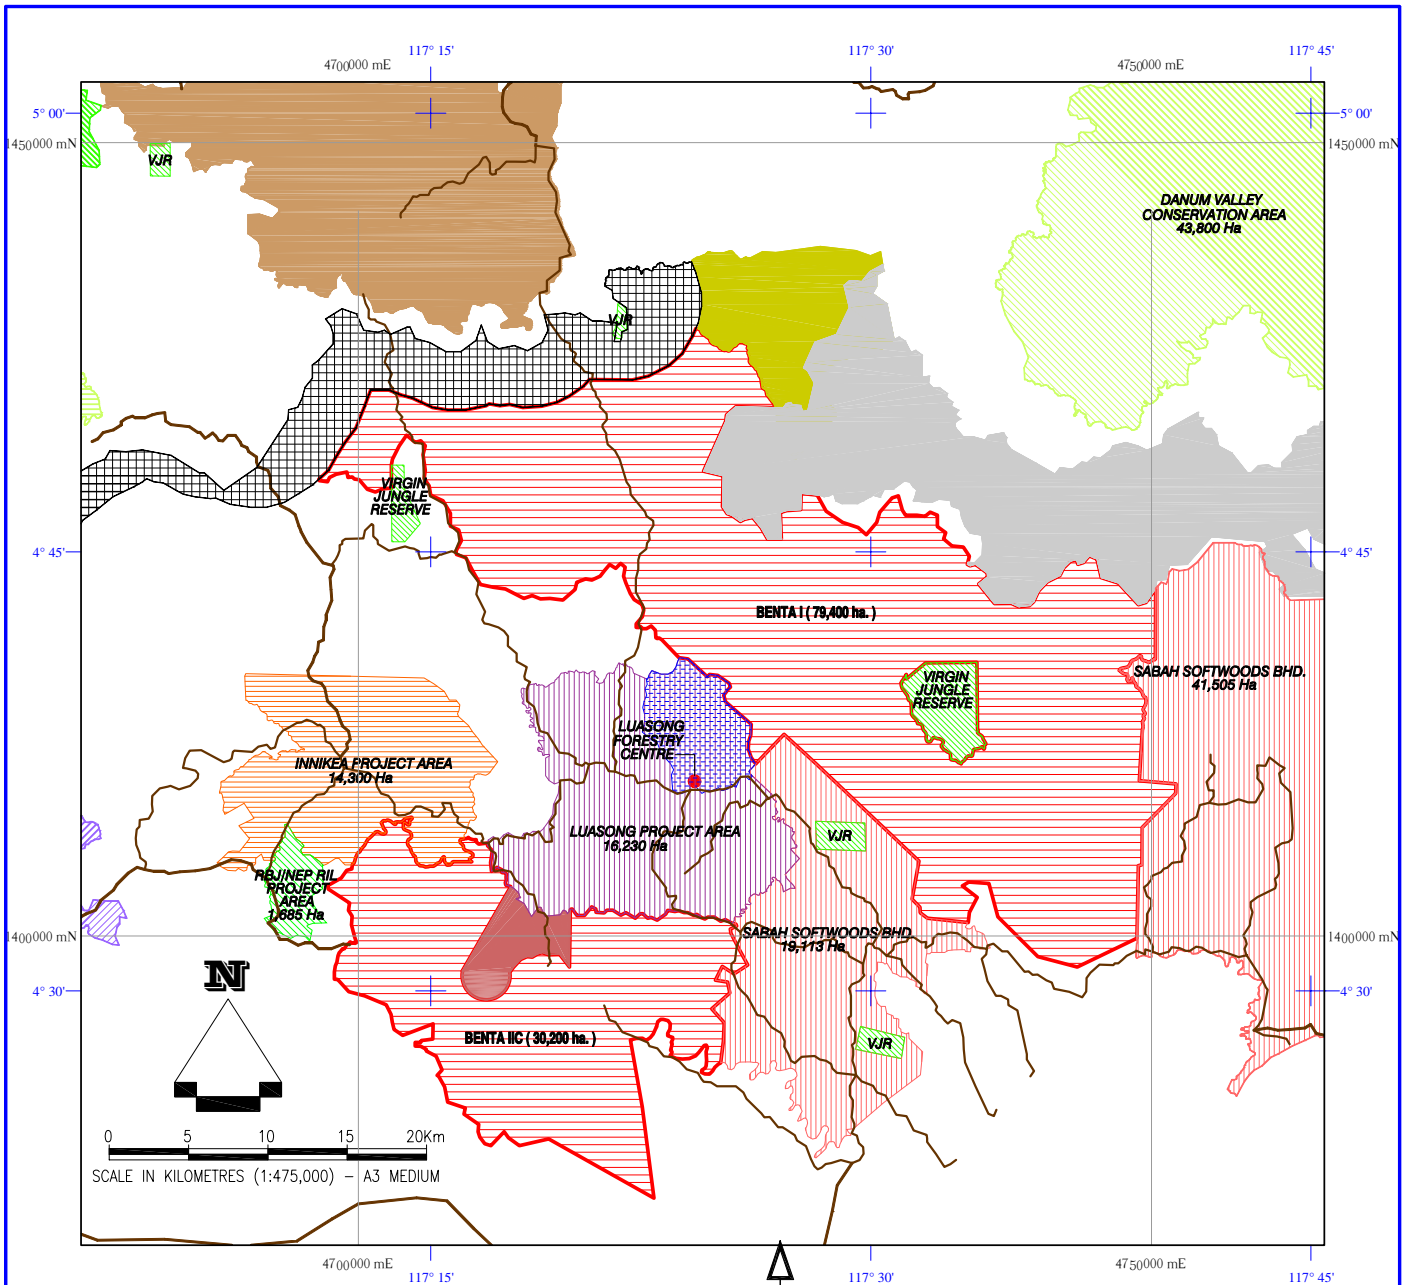 117° 15'
117° 30'
117° 45'
4700000 mE
4750000 mE
5° 00'
5° 00'
1450000 mN
1450000 mN
VJR
DANUM VALLEY
CONSERVATION AREA
43,800 Ha
VJR
VIRGIN
JUNGLE
RESERVE
4° 45'
4° 45'
BENTA I ( 79,400 ha. )
SABAH SOFTWOODS BHD.
41,505 Ha
VIRGIN
JUNGLE
RESERVE
LUASONG
FORESTRY
CENTRE
INNIKEA PROJECT AREA
14,300 Ha
LUASONG PROJECT AREA
16,230 Ha
VJR
RBJ/NEP RIL
PROJECT
AREA
1,685 Ha
SABAH SOFTWOODS BHD.
19,113 Ha
1400000 mN
1400000 mN
N
4° 30'
4° 30'
BENTA IIC ( 30,200 ha. )
VJR
0 5 10 15 20Km
SCALE IN KILOMETRES (1:475,000) – A3 MEDIUM
4700000 mE
4750000 mE
117° 15'
117° 30'
117° 45'